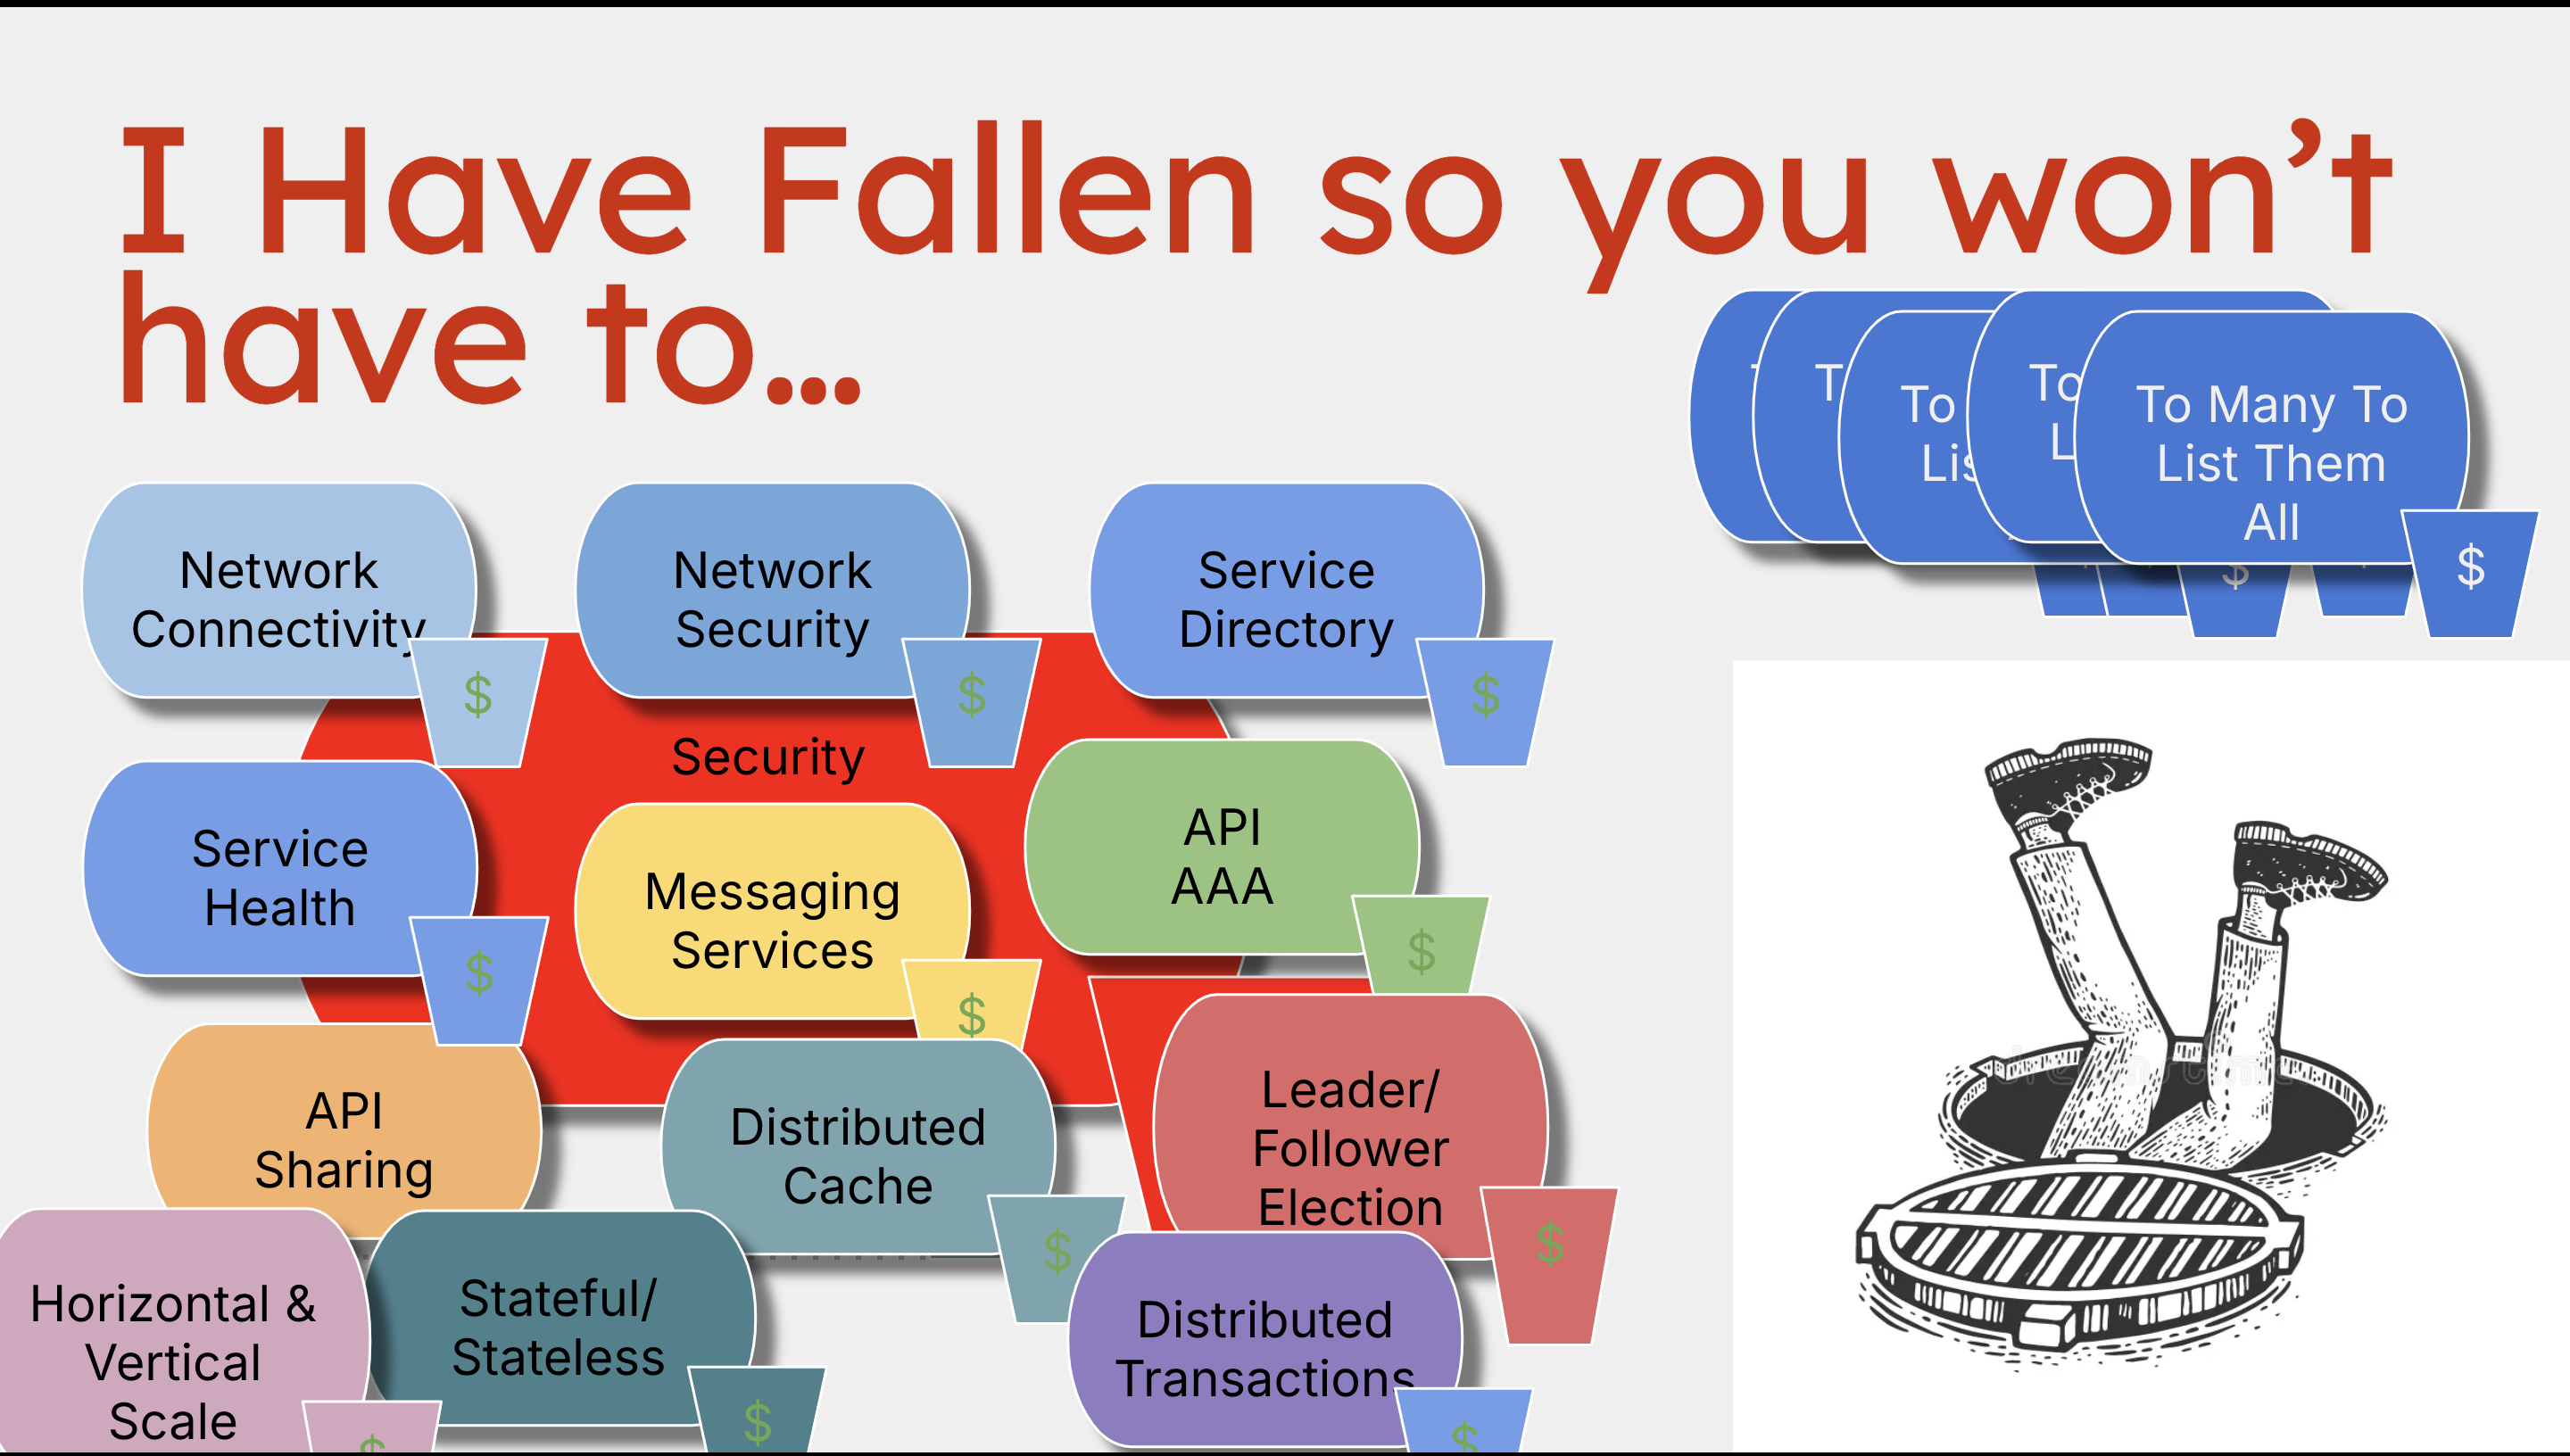 I Have Fallen so you won’t
have to...
T
To
Lis
To
L
To Many To
List Them
All
$
$
Network
Connectivity
$
Network
Security
$
Service
Directory
$
Security
Service
Health
$
Messaging
Services
$
API
AAA
$
API
Sharing
Distributed
Cache
$
Leader/
Follower
Election
$
Horizontal &
Vertical
Scale
$
Stateful/
Stateless
$
Distributed
Transactions
$